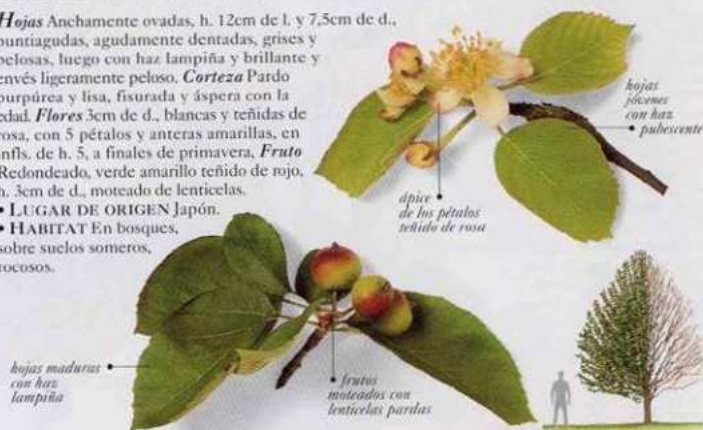 Hojas Anchamente ovadas, h. 12cm de l. y 7,5cm de d.,
puntiagudas, agudamente dentadas, grises y
pelosas, luego con haz lampiña y brillante y
envés ligeramente peloso. Corteza Pardo
purpúrea y lisa, fisurada y áspera con la
edad. Flores 3cm de d., blancas y teñidas de
rosa, con 5 pétalos y anteras amarillas, en
infls. de h. 5, a finales de primavera, Fruto
Redondeado, verde amarillo teñido de rojo,
h. 3cm de d., moteado de lenticelas.
• LUGAR DE ORIGEN Japón.
• HABITAT En bosques,
sobre suelos someros,
rocosos.
hojas
jóvenes
con haz
pubescente
ápice
de los pétalos
teñido de rosa
hojas maduras
con haz
lampiña
frutos
moteados con
lenticelas pardas